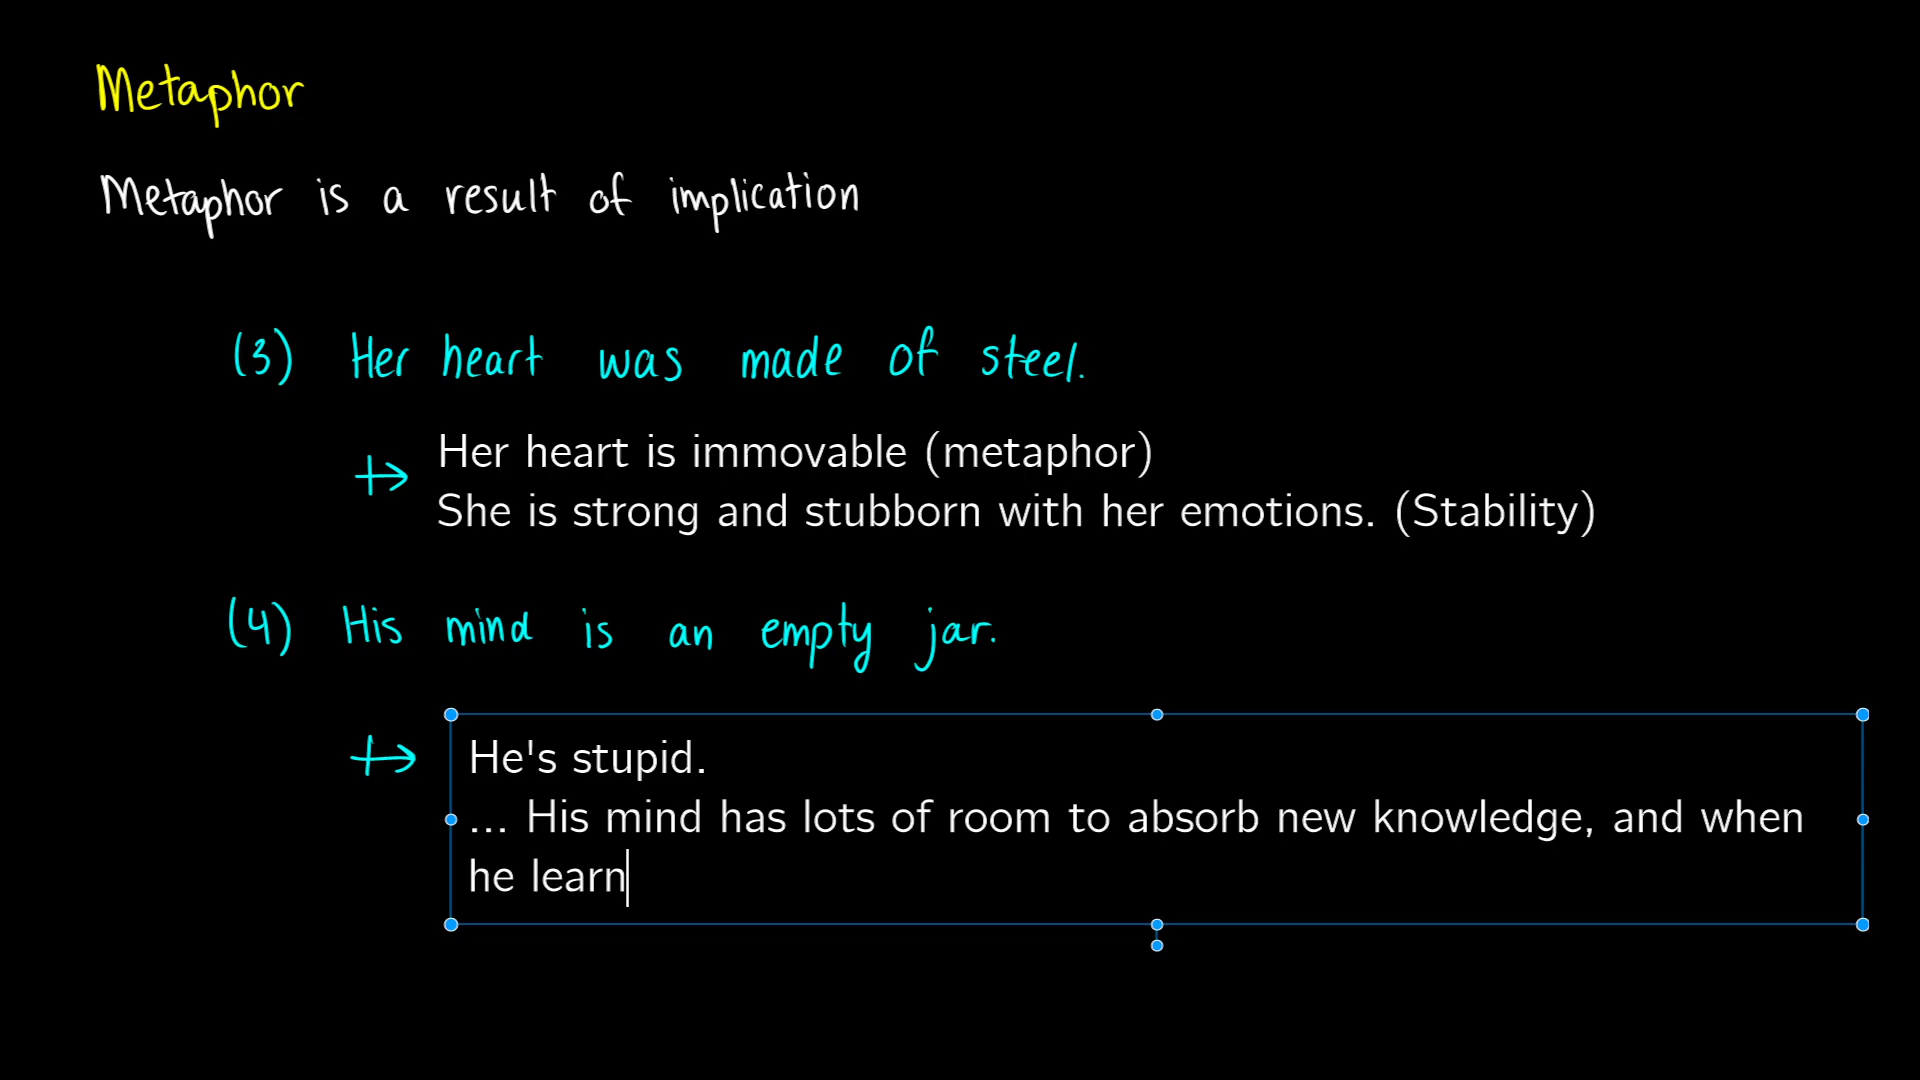 Metaphor
Metaphor is a result of implication
(3) Her heart was made of steel.
+> Her heart is immovable (metaphor)
She is strong and stubborn with her emotions. (Stability)
(4) His mind is an empty jar.
+> He's stupid.
... His mind has lots of room to absorb new knowledge, and when
he learn